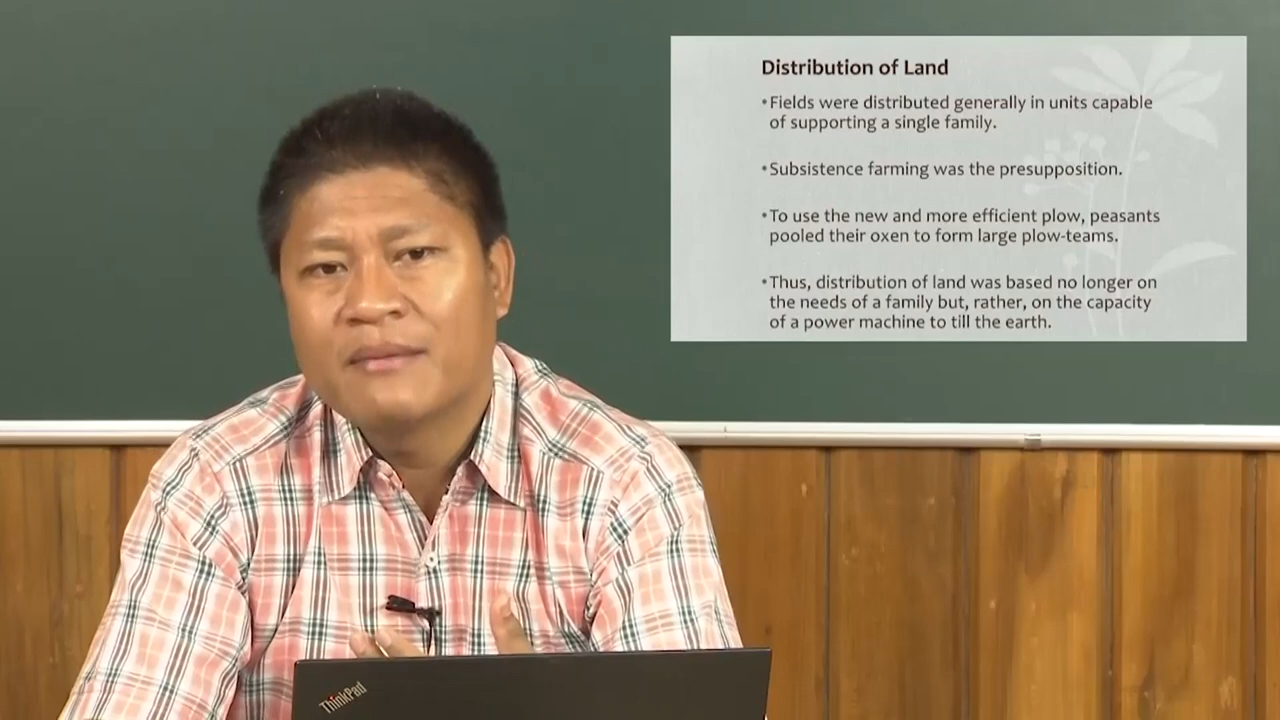 Distribution of Land
•Fields were distributed generally in units capable
of supporting a single family.
•Subsistence farming was the presupposition.
•To use the new and more efficient plow, peasants
pooled their oxen to form large plow-teams.
•Thus, distribution of land was based no longer on
the needs of a family but, rather, on the capacity
of a power machine to till the earth.
ThinkPad